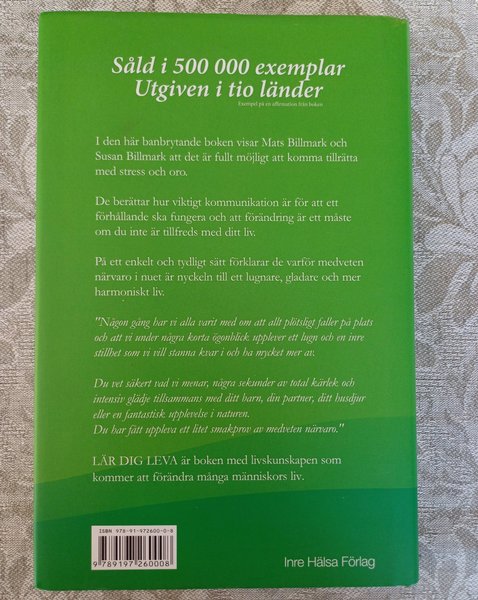 Såld i 500 000 exemplar
Utgiven i tio länder
Exempel på en affirmation från boken
I den här banbrytande boken visar Mats Billmark och
Susan Billmark att det är fullt möjligt att komma tillrätta
med stress och oro.
De berättar hur viktigt kommunikation är för att ett
förhållande ska fungera och att förändring är ett måste
om du inte är tillfreds med ditt liv.
På ett enkelt och tydligt sätt förklarar de varför medveten
närvaro i nuet är nyckeln till ett lugnare, gladare och mer
harmoniskt liv.
"Någon gång har vi alla varit med om att allt plötsligt faller på plats
och att vi under några korta ögonblick upplever ett lugn och en inre
stillhet som vi vill stanna kvar i och ha mycket mer av.
Du vet säkert vad vi menar, några sekunder av total kärlek och
intensiv glädje tillsammans med ditt barn, din partner, ditt husdjur
eller en fantastisk upplevelse i naturen.
Du har fått uppleva ett litet smakprov av medveten närvaro."
LÄR DIG LEVA är boken med livskunskapen som
kommer att förändra många människors liv.
ISBN 978-91-972600-0-8
9 789197 260008
Inre Hälsa Förlag